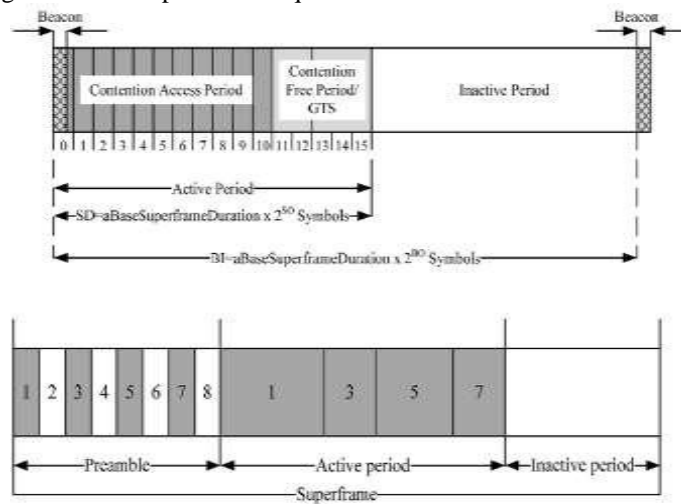 Beacon
Beacon
Contention Access Period
Contention
Free Period/
GTS
Inactive Period
0 1 2 3 4 5 6 7 8 9 10 11 12 13 14 15
Active Period
SD=aBaseSuperframeDuration x 2^SO Symbols
BI=aBaseSuperframeDuration x 2^BO Symbols
1 2 3 4 5 6 7 8 1 3 5 7
Preamble Active period Inactive period
Superframe